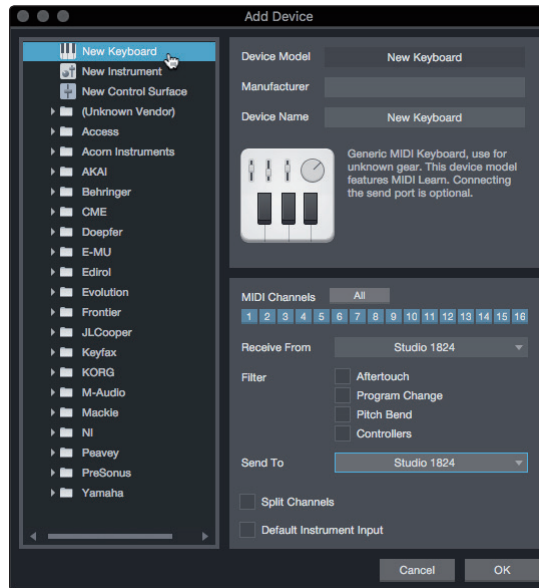 Add Device
New Keyboard
New Instrument
New Control Surface
(Unknown Vendor)
Access
Acorn Instruments
AKAI
Behringer
CME
Doepfer
E-MU
Edirol
Evolution
Frontier
JLCooper
Keyfax
KORG
M-Audio
Mackie
NI
Peavey
PreSonus
Yamaha
Device Model New Keyboard
Manufacturer
Device Name New Keyboard
Generic MIDI Keyboard, use for
unknown gear. This device model
features MIDI Learn. Connecting
the send port is optional.
MIDI Channels All
1 2 3 4 5 6 7 8 9 10 11 12 13 14 15 16
Receive From Studio 1824
Filter Aftertouch
Program Change
Pitch Bend
Controllers
Send To Studio 1824
Split Channels
Default Instrument Input
Cancel OK